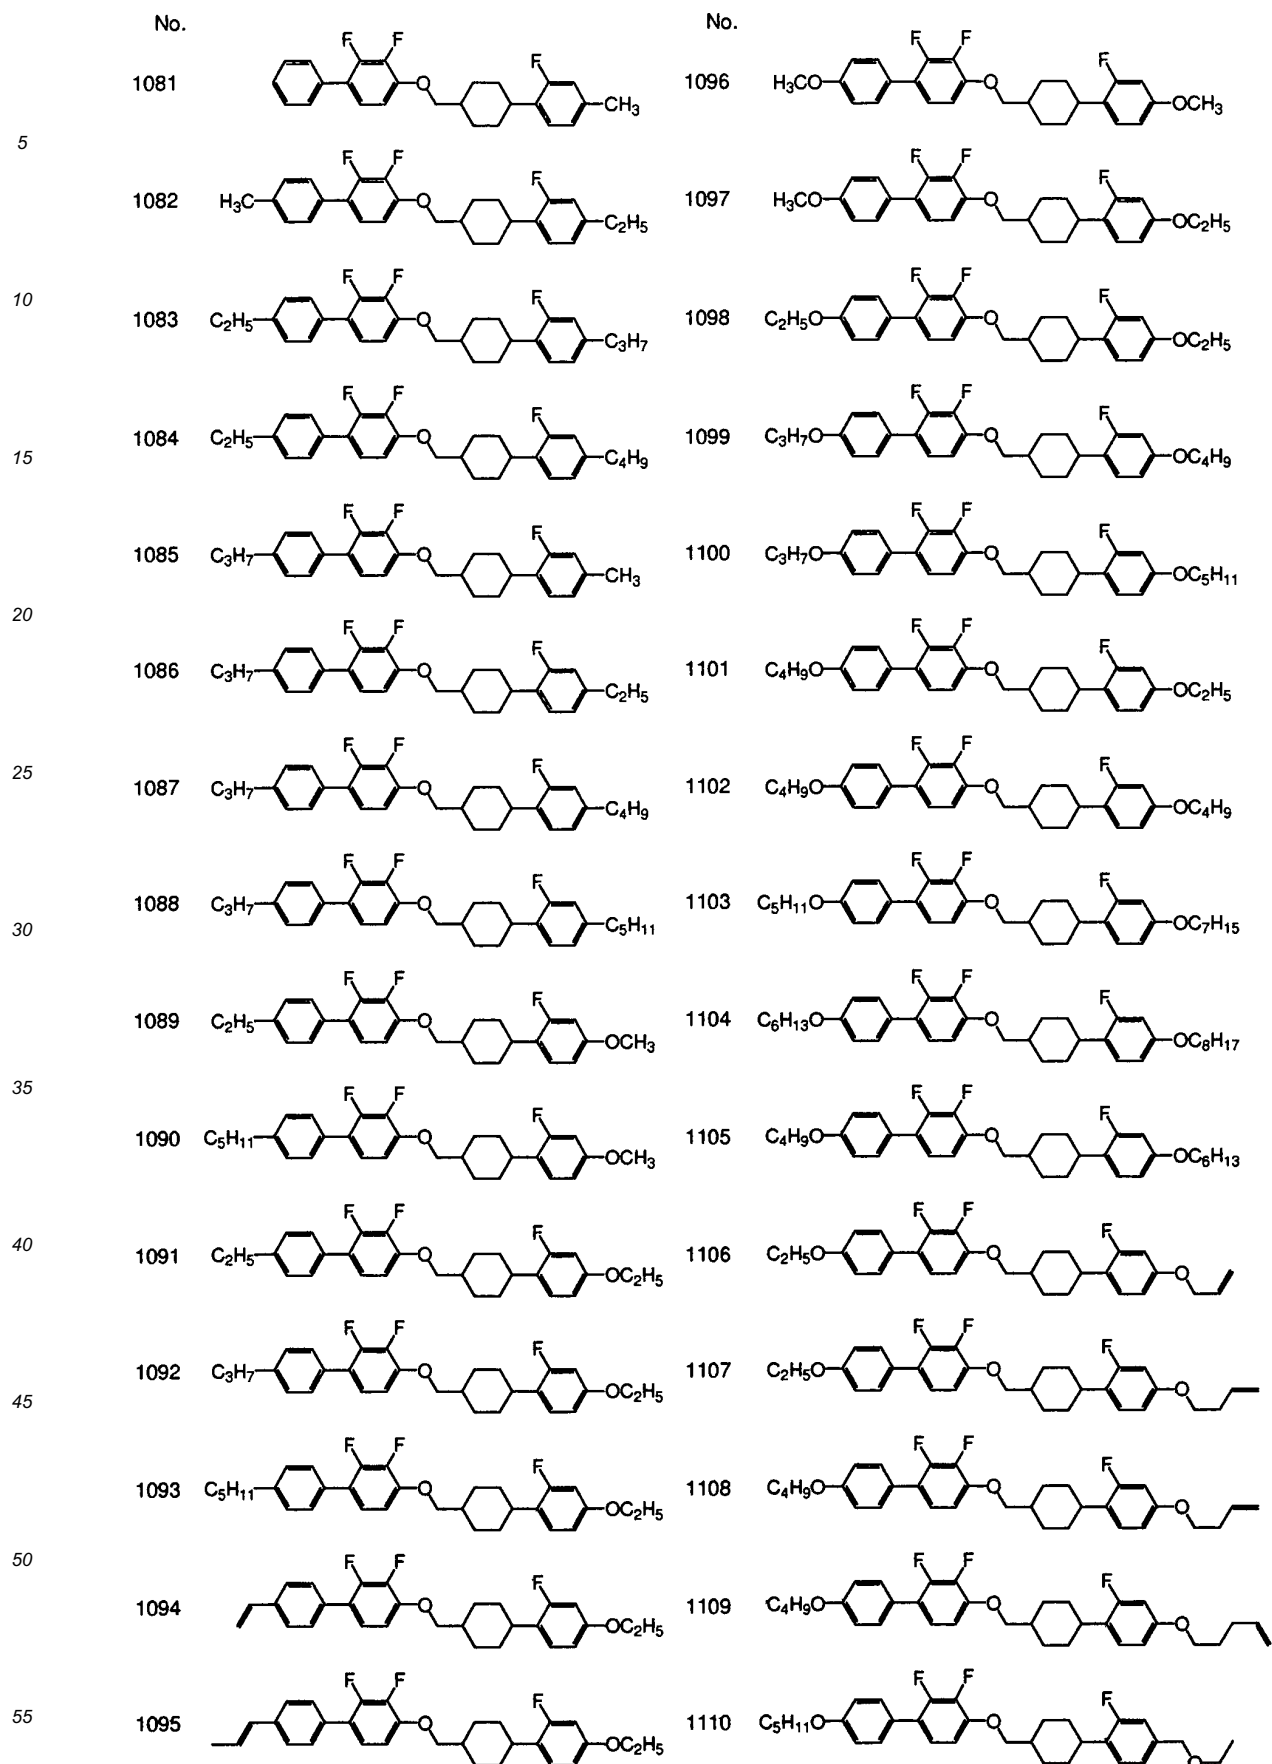 No. No.
F F F
1081 O CH3
F F F
1096 H3CO O OCH3
5
F F F
1082 H3C O C2H5
F F F
1097 H3CO O OC2H5
10
F F F
1083 C2H5 O C3H7
F F F
1098 C2H5O O OC2H5
F F F
1084 C2H5 O C4H9
F F F
1099 C3H7O O OC4H9
15
F F F
1085 C3H7 O CH3
F F F
1100 C3H7O O OC5H11
20
F F F
1086 C3H7 O C2H5
F F F
1101 C4H9O O OC2H5
25
F F F
1087 C3H7 O C4H9
F F F
1102 C4H9O O OC4H9
F F F
1088 C3H7 O C5H11
F F F
1103 C5H11O O OC7H15
30
F F F
1089 C2H5 O OCH3
F F F
1104 C6H13O O OC8H17
35
F F F
1090 C5H11 O OCH3
F F F
1105 C4H9O O OC6H13
40
F F F
1091 C2H5 O OC2H5
F F F
1106 C2H5O O O
F F F
1092 C3H7 O OC2H5
F F F
1107 C2H5O O O
45
F F F
1093 C5H11 O OC2H5
F F F
1108 C4H9O O O
50
F F F
1094 O OC2H5
F F F
1109 C4H9O O O
55
F F F
1095 O OC2H5
F F F
1110 C5H11O O O